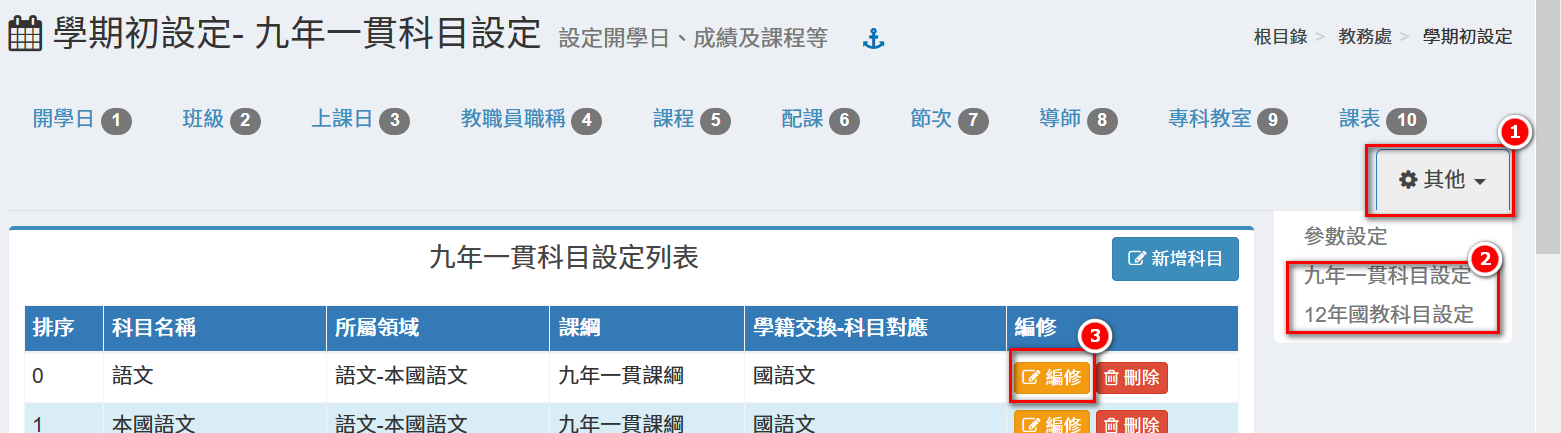 學期初設定- 九年一貫科目設定 設定開學日、成績及課程等
根目錄 > 教務處 > 學期初設定
開學日 1 班級 2 上課日 3 教職員職稱 4 課程 5 配課 6 節次 7 導師 8 專科教室 9 課表 10
1
其他
參數設定
2
九年一貫科目設定
12年國教科目設定
九年一貫科目設定列表
新增科目
排序 科目名稱 所屬領域 課綱 學籍交換-科目對應 編修
3
0 語文 語文-本國語文 九年一貫課綱 國語文 編修 刪除
1 本國語文 語文-本國語文 九年一貫課綱 國語文 編修 刪除